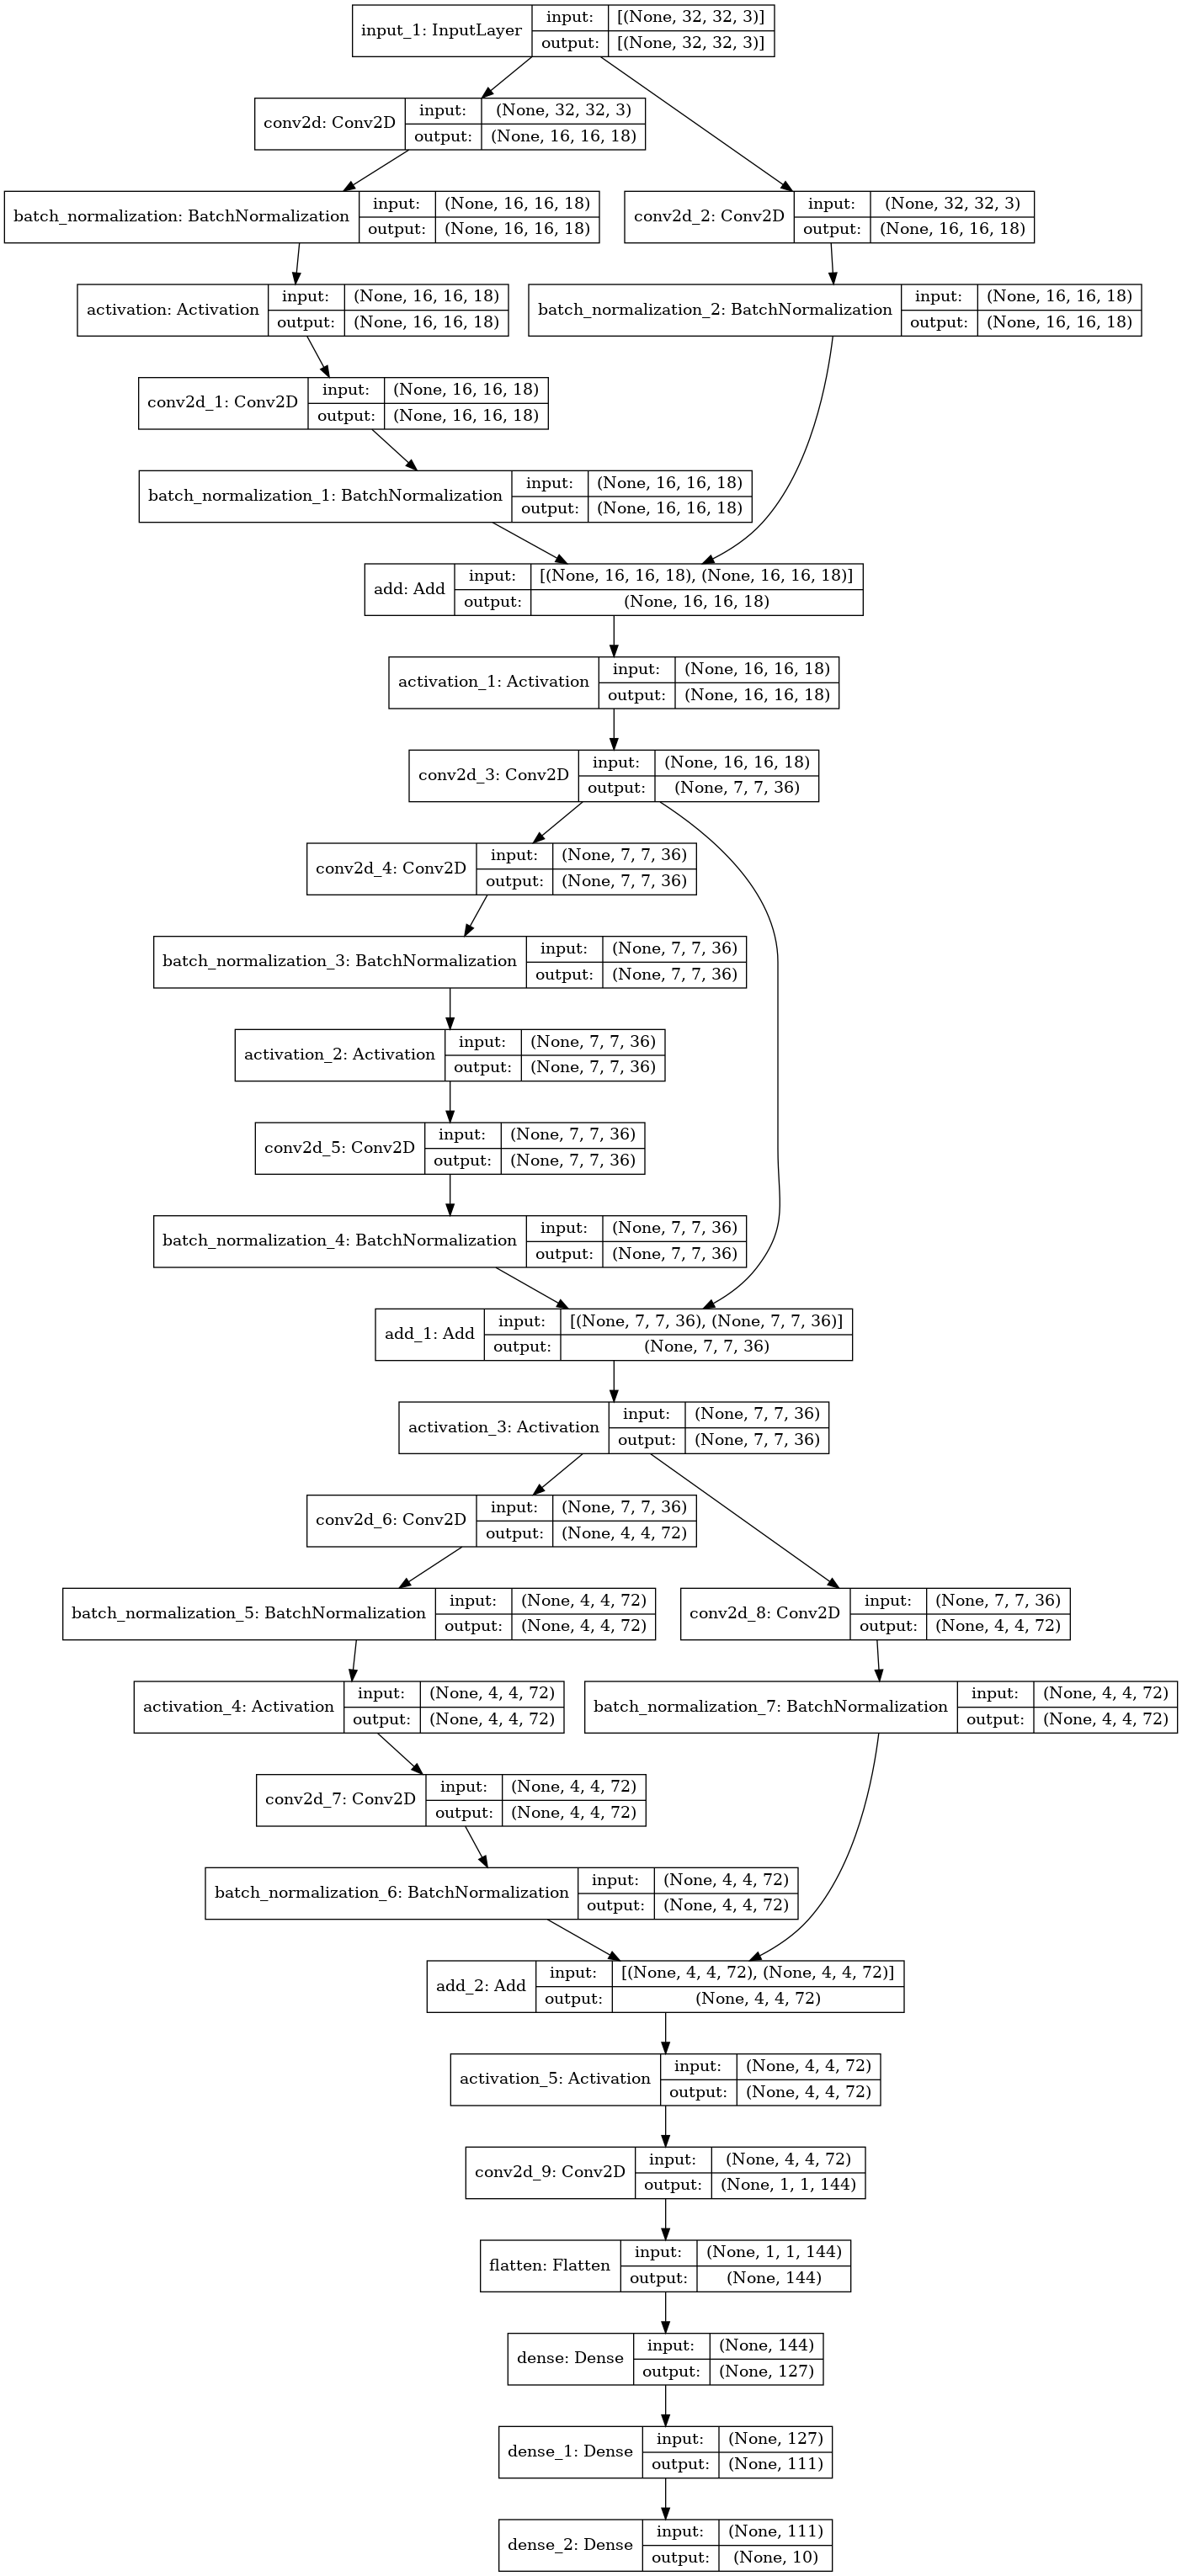 input_1: InputLayer
input: [(None, 32, 32, 3)]
output: [(None, 32, 32, 3)]
conv2d: Conv2D
input: (None, 32, 32, 3)
output: (None, 16, 16, 18)
batch_normalization: BatchNormalization
input: (None, 16, 16, 18)
output: (None, 16, 16, 18)
conv2d_2: Conv2D
input: (None, 32, 32, 3)
output: (None, 16, 16, 18)
activation: Activation
input: (None, 16, 16, 18)
output: (None, 16, 16, 18)
batch_normalization_2: BatchNormalization
input: (None, 16, 16, 18)
output: (None, 16, 16, 18)
conv2d_1: Conv2D
input: (None, 16, 16, 18)
output: (None, 16, 16, 18)
batch_normalization_1: BatchNormalization
input: (None, 16, 16, 18)
output: (None, 16, 16, 18)
add: Add
input: [(None, 16, 16, 18), (None, 16, 16, 18)]
output: (None, 16, 16, 18)
activation_1: Activation
input: (None, 16, 16, 18)
output: (None, 16, 16, 18)
conv2d_3: Conv2D
input: (None, 16, 16, 18)
output: (None, 7, 7, 36)
conv2d_4: Conv2D
input: (None, 7, 7, 36)
output: (None, 7, 7, 36)
batch_normalization_3: BatchNormalization
input: (None, 7, 7, 36)
output: (None, 7, 7, 36)
activation_2: Activation
input: (None, 7, 7, 36)
output: (None, 7, 7, 36)
conv2d_5: Conv2D
input: (None, 7, 7, 36)
output: (None, 7, 7, 36)
batch_normalization_4: BatchNormalization
input: (None, 7, 7, 36)
output: (None, 7, 7, 36)
add_1: Add
input: [(None, 7, 7, 36), (None, 7, 7, 36)]
output: (None, 7, 7, 36)
activation_3: Activation
input: (None, 7, 7, 36)
output: (None, 7, 7, 36)
conv2d_6: Conv2D
input: (None, 7, 7, 36)
output: (None, 4, 4, 72)
batch_normalization_5: BatchNormalization
input: (None, 4, 4, 72)
output: (None, 4, 4, 72)
conv2d_8: Conv2D
input: (None, 7, 7, 36)
output: (None, 4, 4, 72)
activation_4: Activation
input: (None, 4, 4, 72)
output: (None, 4, 4, 72)
batch_normalization_7: BatchNormalization
input: (None, 4, 4, 72)
output: (None, 4, 4, 72)
conv2d_7: Conv2D
input: (None, 4, 4, 72)
output: (None, 4, 4, 72)
batch_normalization_6: BatchNormalization
input: (None, 4, 4, 72)
output: (None, 4, 4, 72)
add_2: Add
input: [(None, 4, 4, 72), (None, 4, 4, 72)]
output: (None, 4, 4, 72)
activation_5: Activation
input: (None, 4, 4, 72)
output: (None, 4, 4, 72)
conv2d_9: Conv2D
input: (None, 4, 4, 72)
output: (None, 1, 1, 144)
flatten: Flatten
input: (None, 1, 1, 144)
output: (None, 144)
dense: Dense
input: (None, 144)
output: (None, 127)
dense_1: Dense
input: (None, 127)
output: (None, 111)
dense_2: Dense
input: (None, 111)
output: (None, 10)